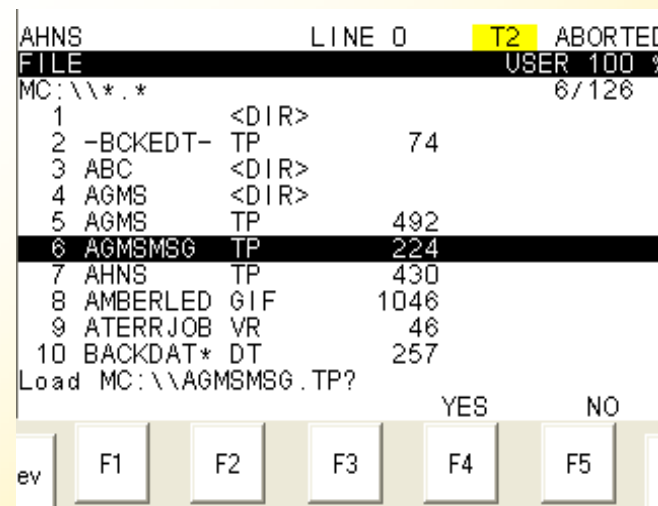 AHNS LINE 0 T2 ABORTED
FILE USER 100 %
MC:\\*.* 6/126
1 <DIR>
2 -BCKEDT- TP 74
3 ABC <DIR>
4 AGMS <DIR>
5 AGMS TP 492
6 AGMSMSG TP 224
7 AHNS TP 430
8 AMBERLED GIF 1046
9 ATERRJOB VR 46
10 BACKDAT* DT 257
Load MC:\\AGMSMSG.TP?
YES NO
ev F1 F2 F3 F4 F5